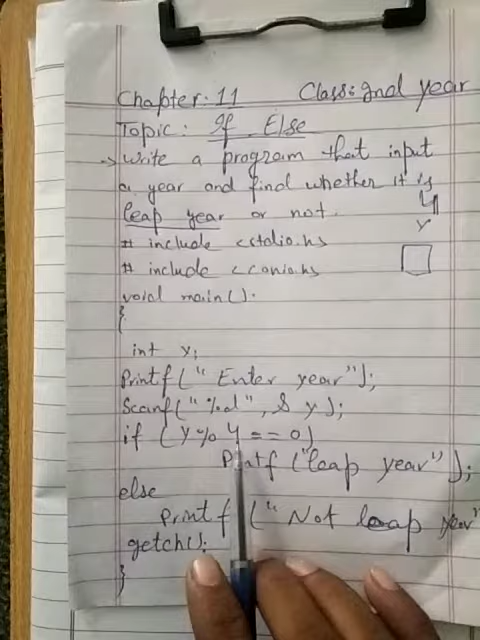 Chapter: 11 Class: 2nd year
Topic: If Else
→ Write a program that input
a year and find whether it is
leap year or not.
4
y
# include <stdio.h>
# include <conio.h>
void main().
{
int y;
Printf(" Enter year");
Scanf("%d", & y);
if (y%4==0)
Printf ("leap year");
else
Printf (" Not leap year"
getch();
}